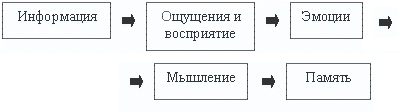 Информация
Ощущения и
восприятие
Эмоции
Мышление
Память